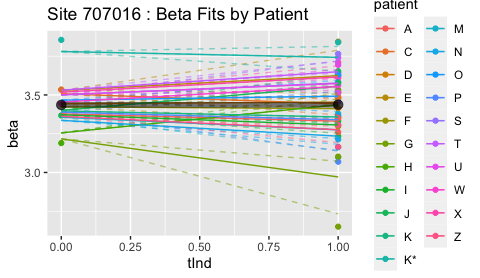 Site 707016 : Beta Fits by Patient
beta
3.5
3.0
0.00
0.25
0.50
0.75
1.00
tInd
patient
A
C
D
E
F
G
H
I
J
K
K*
M
N
O
P
S
T
U
W
X
Z